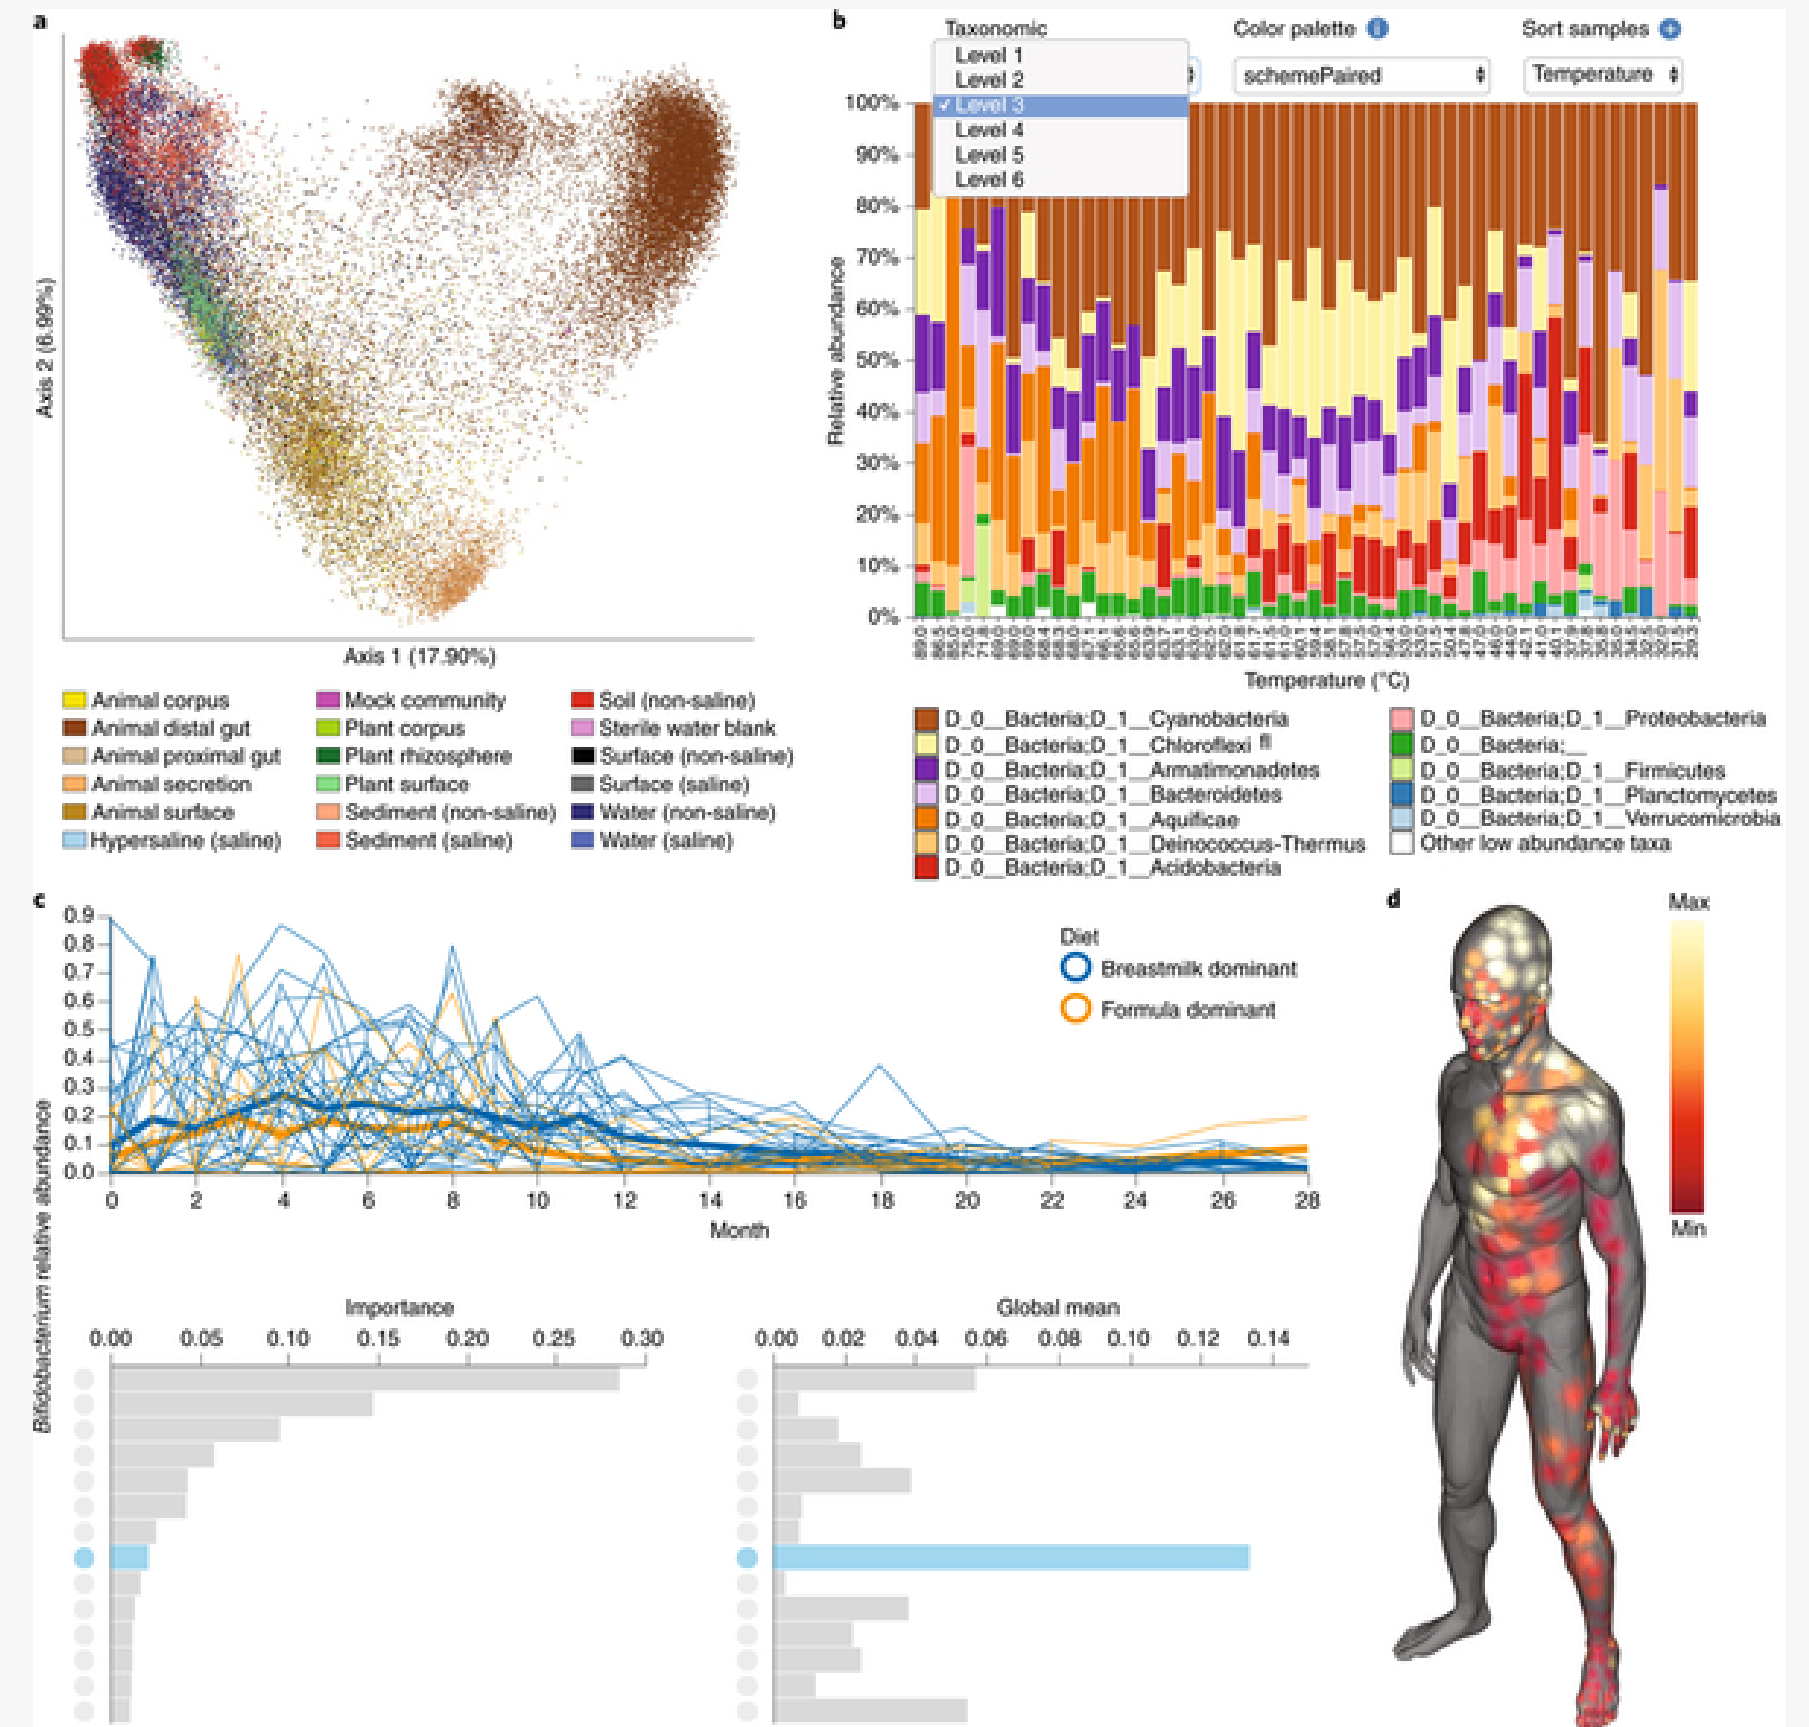 a
Axis 2 (6.99%)
Axis 1 (17.90%)
Animal corpus
Animal distal gut
Animal proximal gut
Animal secretion
Animal surface
Hypersaline (saline)
Mock community
Plant corpus
Plant rhizosphere
Plant surface
Sediment (non-saline)
Sediment (saline)
Soil (non-saline)
Sterile water blank
Surface (non-saline)
Surface (saline)
Water (non-saline)
Water (saline)
b
Taxonomic
Level 1
Level 2
✓ Level 3
Level 4
Level 5
Level 6
Color palette i
schemePaired
Sort samples +
Temperature
Relative abundance
100%
90%
80%
70%
60%
50%
40%
30%
20%
10%
0%
Temperature (°C)
D_0__Bacteria;D_1__Cyanobacteria
D_0__Bacteria;D_1__Chloroflexi fl
D_0__Bacteria;D_1__Armatimonadetes
D_0__Bacteria;D_1__Bacteroidetes
D_0__Bacteria;D_1__Aquificae
D_0__Bacteria;D_1__Deinococcus-Thermus
D_0__Bacteria;D_1__Acidobacteria
D_0__Bacteria;D_1__Proteobacteria
D_0__Bacteria;__
D_0__Bacteria;D_1__Firmicutes
D_0__Bacteria;D_1__Planctomycetes
D_0__Bacteria;D_1__Verrucomicrobia
Other low abundance taxa
c
Bifidobacterium relative abundance
0.9
0.8
0.7
0.6
0.5
0.4
0.3
0.2
0.1
0.0
0 2 4 6 8 10 12 14 16 18 20 22 24 26 28
Month
Diet
Breastmilk dominant
Formula dominant
Importance
0.00 0.05 0.10 0.15 0.20 0.25 0.30
Global mean
0.00 0.02 0.04 0.06 0.08 0.10 0.12 0.14
d
Max
Min